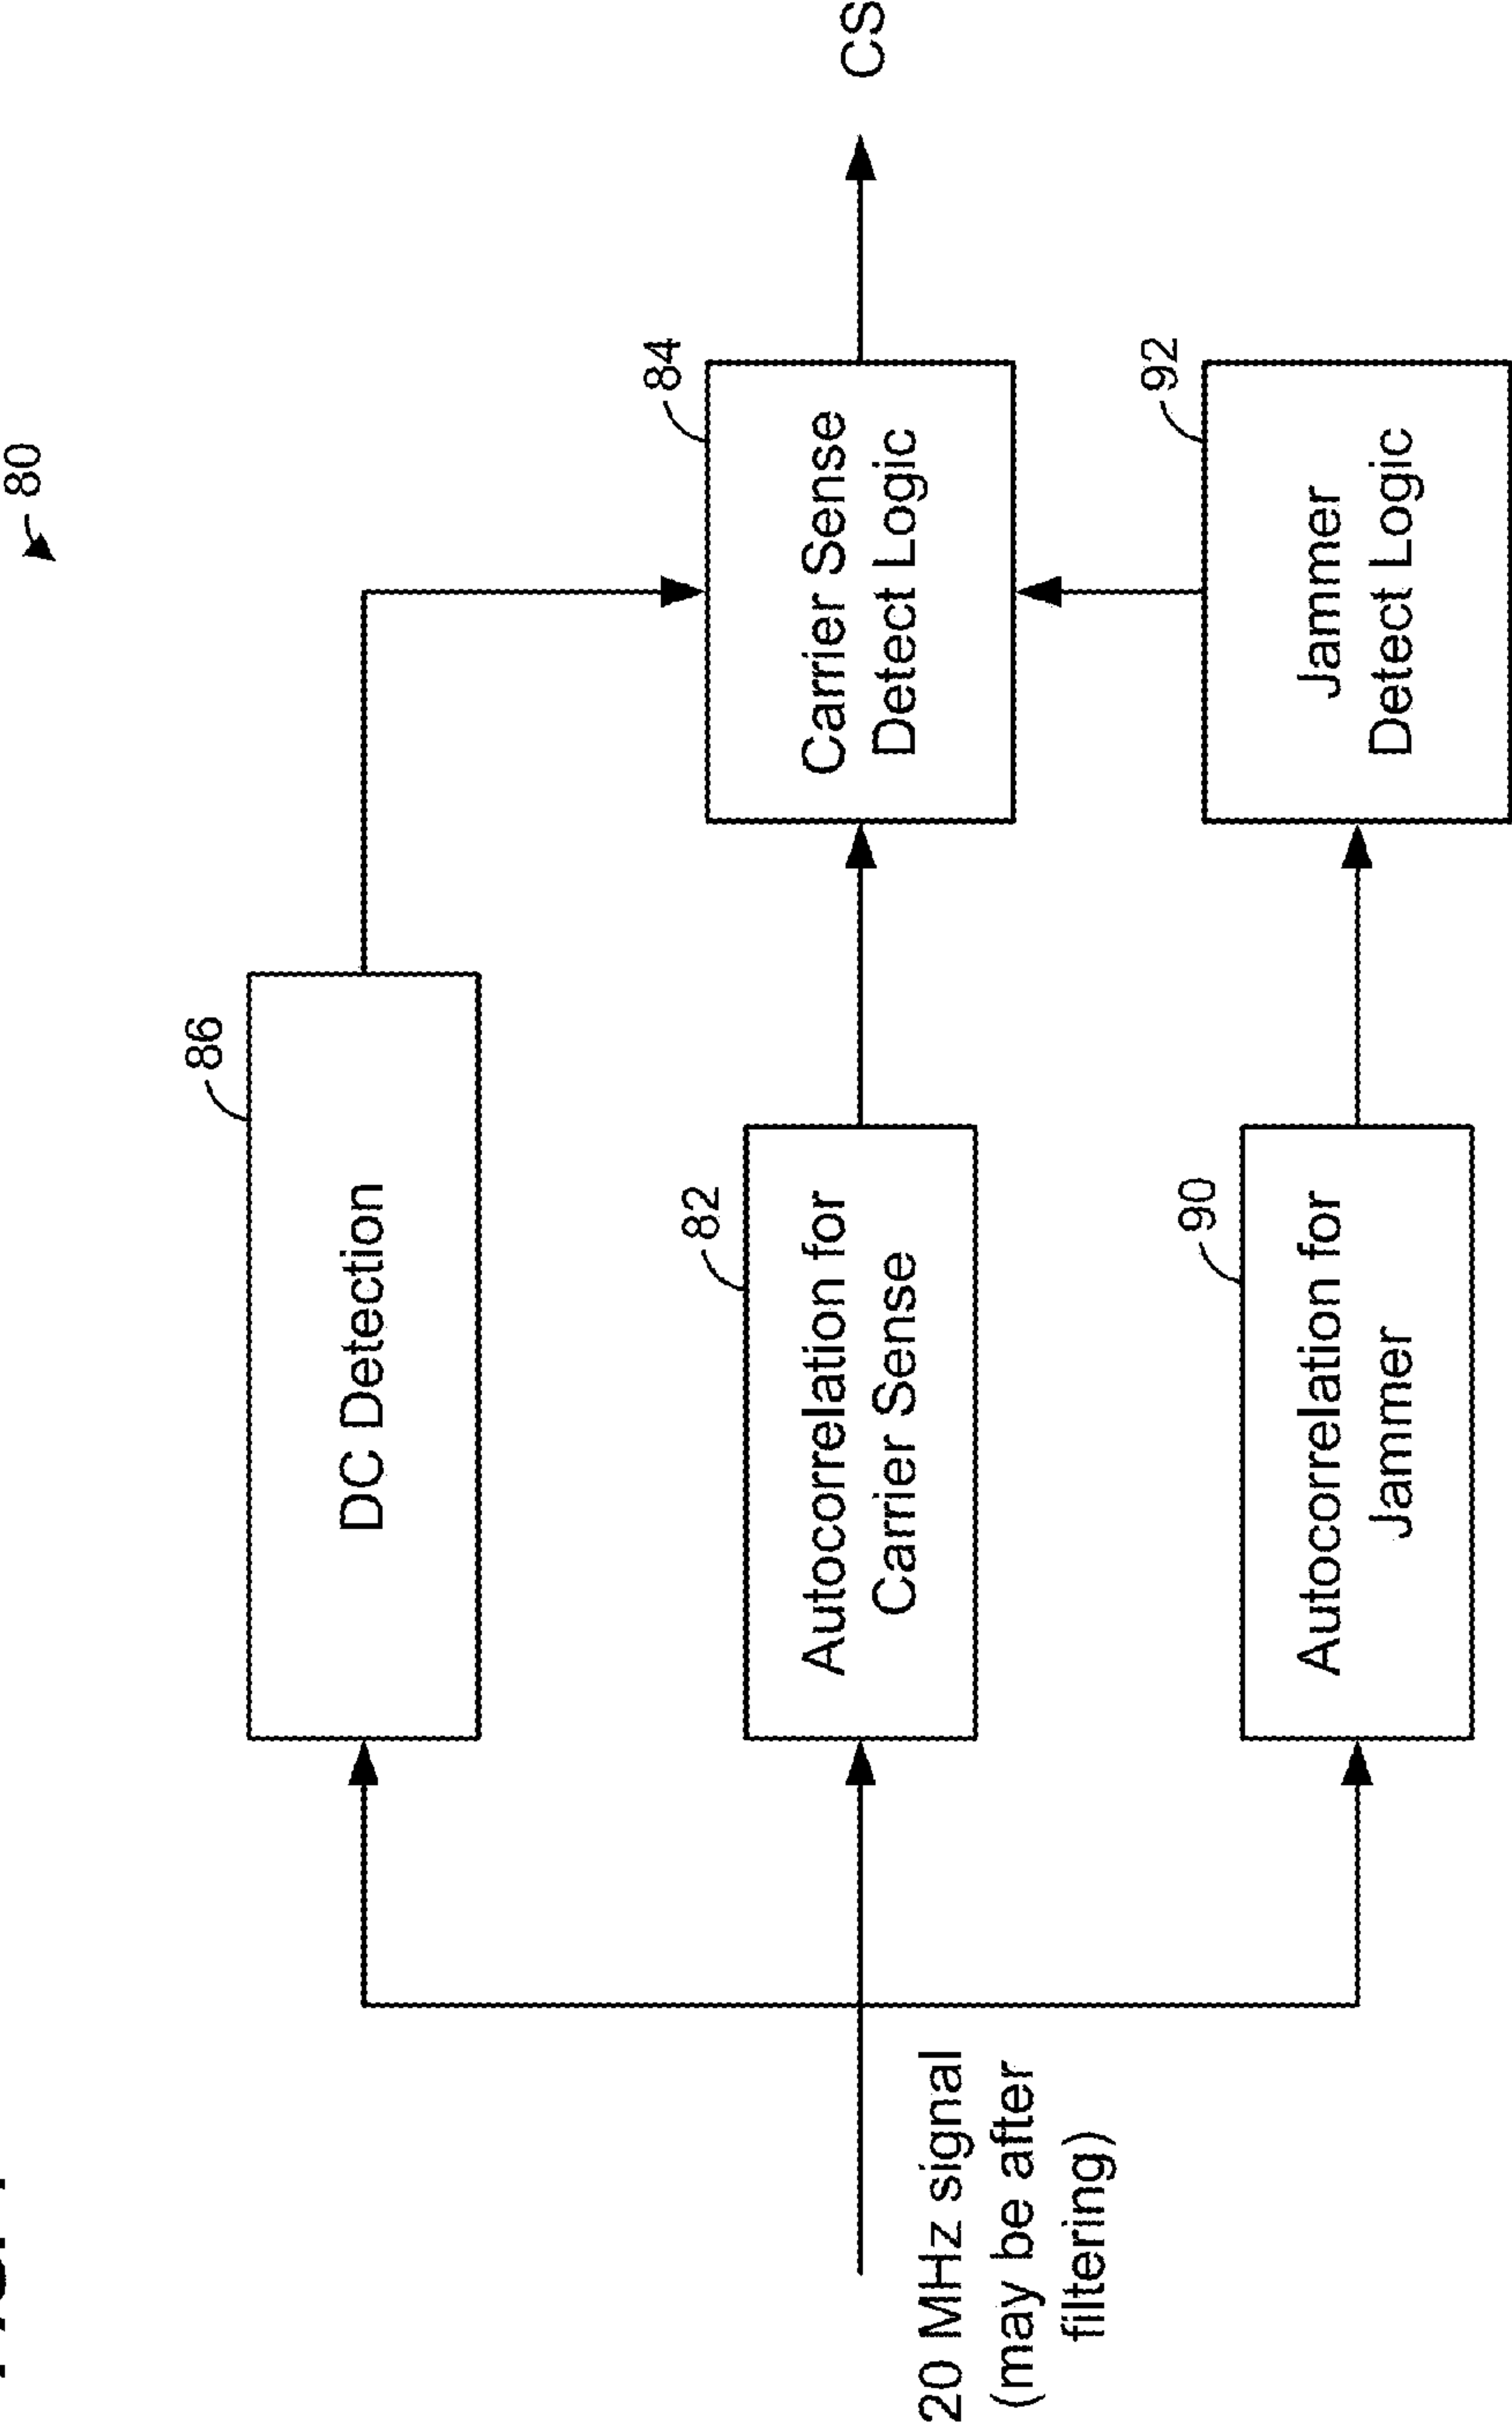 80
86
DC Detection
82
Autocorrelation for
Carrier Sense
84
Carrier Sense
Detect Logic
CS
90
Autocorrelation for
Jammer
92
Jammer
Detect Logic
20 MHz signal
(may be after
filtering)